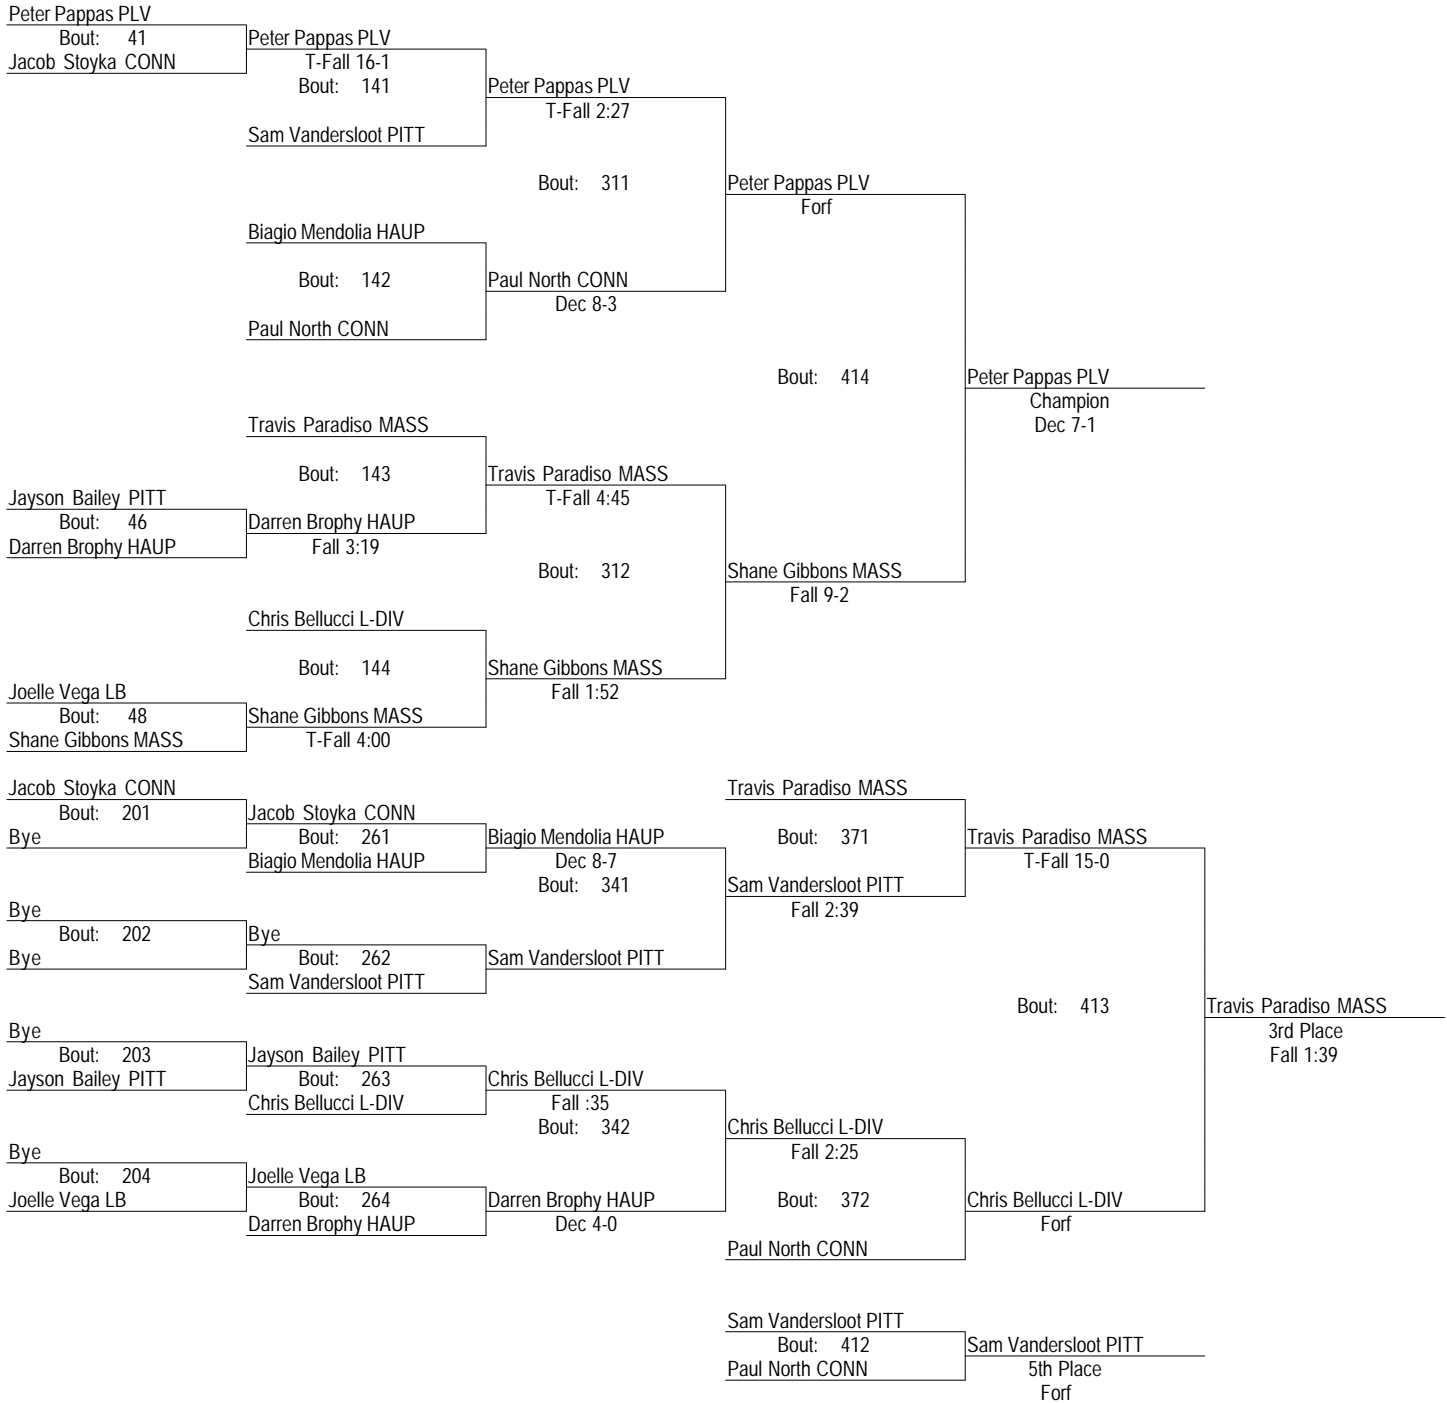 Peter Pappas PLV
Bout: 41
Jacob Stoyka CONN
Peter Pappas PLV
T-Fall 16-1
Bout: 141
Sam Vandersloot PITT
Peter Pappas PLV
T-Fall 2:27
Bout: 311
Biagio Mendolia HAUP
Bout: 142
Paul North CONN
Paul North CONN
Dec 8-3
Peter Pappas PLV
Forf
Bout: 414
Peter Pappas PLV
Champion
Dec 7-1
Travis Paradiso MASS
Bout: 143
Jayson Bailey PITT
Bout: 46
Darren Brophy HAUP
Darren Brophy HAUP
Fall 3:19
Travis Paradiso MASS
T-Fall 4:45
Bout: 312
Shane Gibbons MASS
Fall 9-2
Chris Bellucci L-DIV
Bout: 144
Joelle Vega LB
Bout: 48
Shane Gibbons MASS
Shane Gibbons MASS
T-Fall 4:00
Shane Gibbons MASS
Fall 1:52
Jacob Stoyka CONN
Bout: 201
Bye
Jacob Stoyka CONN
Bout: 261
Biagio Mendolia HAUP
Biagio Mendolia HAUP
Dec 8-7
Bout: 341
Bye
Bout: 202
Bye
Bye
Bout: 262
Sam Vandersloot PITT
Sam Vandersloot PITT
Travis Paradiso MASS
Bout: 371
Sam Vandersloot PITT
Fall 2:39
Travis Paradiso MASS
T-Fall 15-0
Bout: 413
Travis Paradiso MASS
3rd Place
Fall 1:39
Bye
Bout: 203
Jayson Bailey PITT
Jayson Bailey PITT
Bout: 263
Chris Bellucci L-DIV
Chris Bellucci L-DIV
Fall :35
Bout: 342
Bye
Bout: 204
Joelle Vega LB
Joelle Vega LB
Bout: 264
Darren Brophy HAUP
Darren Brophy HAUP
Dec 4-0
Chris Bellucci L-DIV
Fall 2:25
Bout: 372
Paul North CONN
Chris Bellucci L-DIV
Forf
Sam Vandersloot PITT
Bout: 412
Paul North CONN
Sam Vandersloot PITT
5th Place
Forf